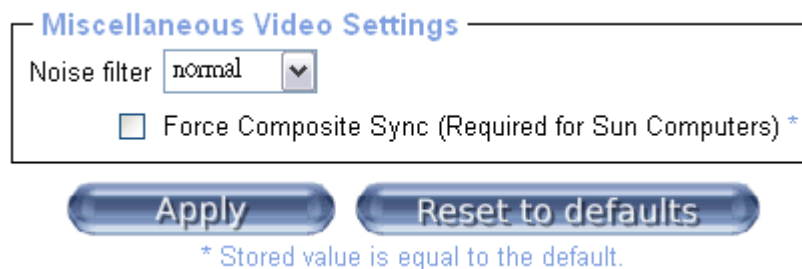 Miscellaneous Video Settings
Noise filter normal
Force Composite Sync (Required for Sun Computers) *
Apply Reset to defaults
* Stored value is equal to the default.